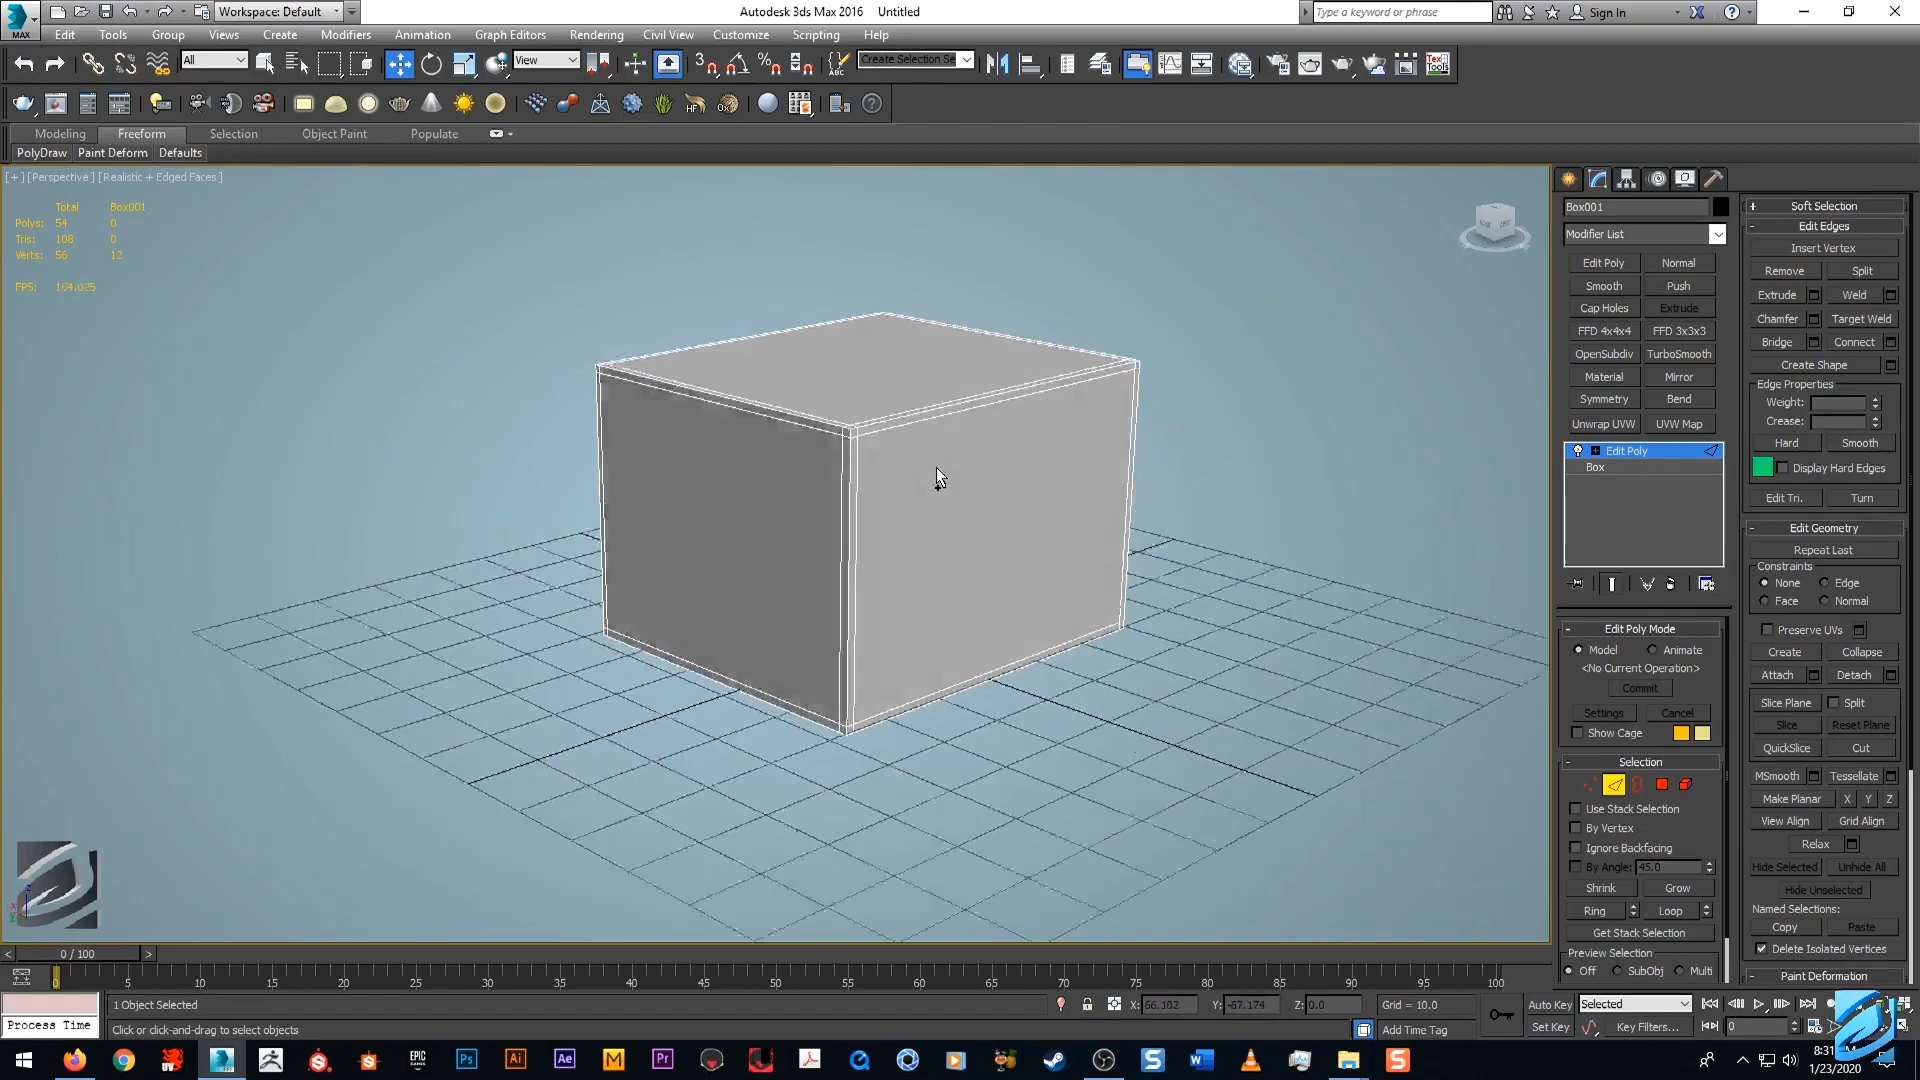 Workspace: Default
Autodesk 3ds Max 2016 Untitled
Type a keyword or phrase
Sign In
MAX
Edit Tools Group Views Create Modifiers Animation Graph Editors Rendering Civil View Customize Scripting Help
All
View
Create Selection Se
Modeling Freeform Selection Object Paint Populate
PolyDraw Paint Deform Defaults
[+] [Perspective] [Realistic + Edged Faces]
Total Box001
Polys: 54 0
Tris: 108 0
Verts: 56 12
FPS:
Box001
Modifier List
Edit Poly Normal
Smooth Push
Cap Holes Extrude
FFD 4x4x4 FFD 3x3x3
OpenSubdiv TurboSmooth
Material Mirror
Symmetry Bend
Unwrap UVW UVW Map
Edit Poly
Box
Edit Poly Mode
Model Animate
<No Current Operation>
Commit
Settings Cancel
Show Cage
Selection
Use Stack Selection
By Vertex
Ignore Backfacing
By Angle: 45.0
Shrink Grow
Ring Loop
Get Stack Selection
Preview Selection
Off SubObj Multi
Soft Selection
Edit Edges
Insert Vertex
Remove Split
Extrude Weld
Chamfer Target Weld
Bridge Connect
Create Shape
Edge Properties
Weight:
Crease:
Hard Smooth
Display Hard Edges
Edit Tri. Turn
Edit Geometry
Repeat Last
Constraints
None Edge
Face Normal
Preserve UVs
Create Collapse
Attach Detach
Slice Plane Split
Slice Reset Plane
QuickSlice Cut
MSmooth Tessellate
Make Planar X Y Z
View Align Grid Align
Relax
Hide Selected Unhide All
Hide Unselected
Named Selections:
Copy Paste
Delete Isolated Vertices
Paint Deformation
< 0 / 100 >
0 5 10 15 20 25 30 35 40 45 50 55 60 65 70 75 80 85 90 95 100
1 Object Selected
X: 66.102 Y: -67.174 Z: 0.0
Grid = 10.0
Auto Key Selected
Process Time
Click or click-and-drag to select objects
Add Time Tag
Set Key Key Filters... 0
1/23/2020